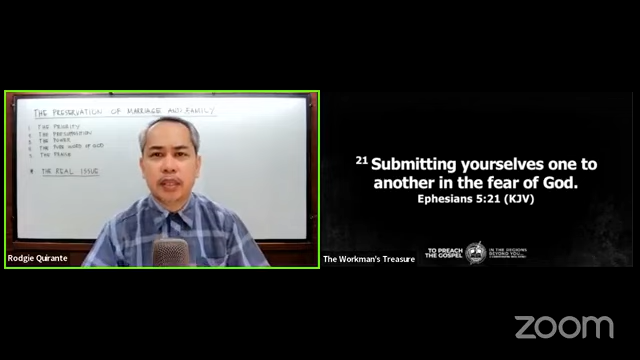 THE PRESERVATION OF MARRIAGE AND FAMILY
1. THE PRIORITY
2. THE PRESUPPOSITION
3. THE POWER
4. THE PURE WORD OF GOD
5. THE PRAISE
* THE REAL ISSUE
Rodgie Quirante
21 Submitting yourselves one to
another in the fear of God.
Ephesians 5:21 (KJV)
TO PREACH
THE GOSPEL
IN THE REGIONS
BEYOND YOU...
The Workman's Treasure
zoom